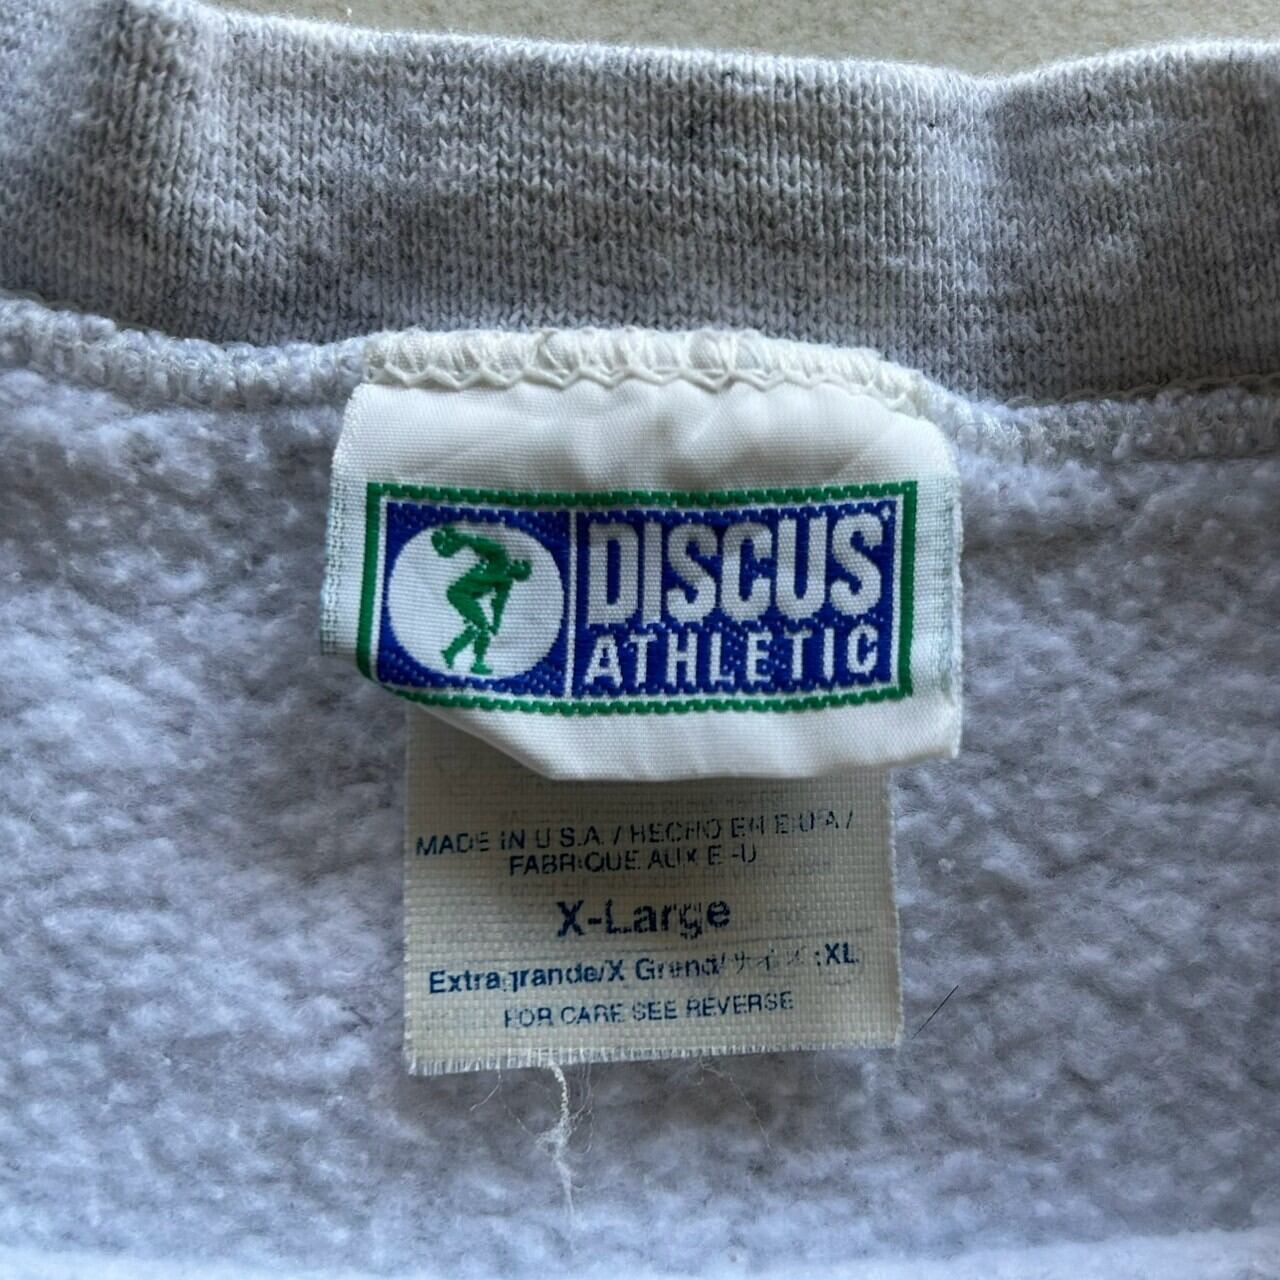 DISCUS
ATHLETIC
MADE IN U.S.A. / HECHO EN E.U.A /
FABRIQUE AUX E.-U
X-Large
Extragrande/X Grand/サイズ:XL
FOR CARE SEE REVERSE